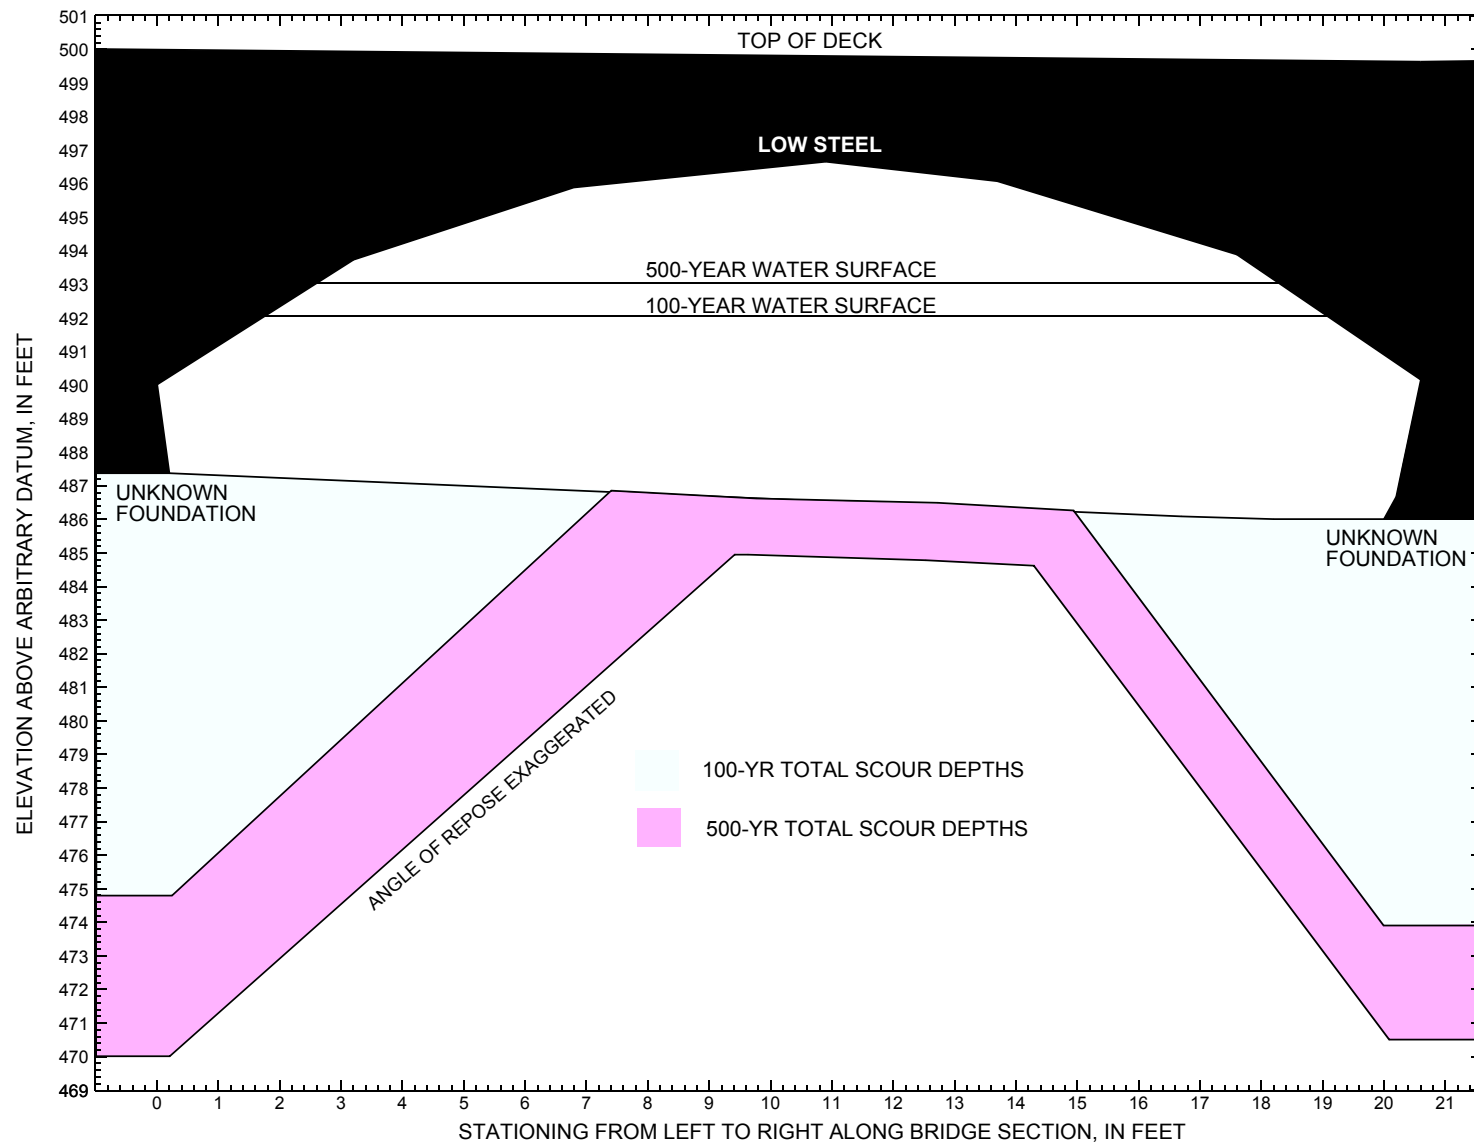 501
500
499
498
497
496
495
494
493
492
491
490
489
488
487
486
485
484
483
482
481
480
479
478
477
476
475
474
473
472
471
470
469
ELEVATION ABOVE ARBITRARY DATUM, IN FEET
TOP OF DECK
LOW STEEL
500-YEAR WATER SURFACE
100-YEAR WATER SURFACE
UNKNOWN
FOUNDATION
UNKNOWN
FOUNDATION
ANGLE OF REPOSE EXAGGERATED
100-YR TOTAL SCOUR DEPTHS
500-YR TOTAL SCOUR DEPTHS
0 1 2 3 4 5 6 7 8 9 10 11 12 13 14 15 16 17 18 19 20 21
STATIONING FROM LEFT TO RIGHT ALONG BRIDGE SECTION, IN FEET